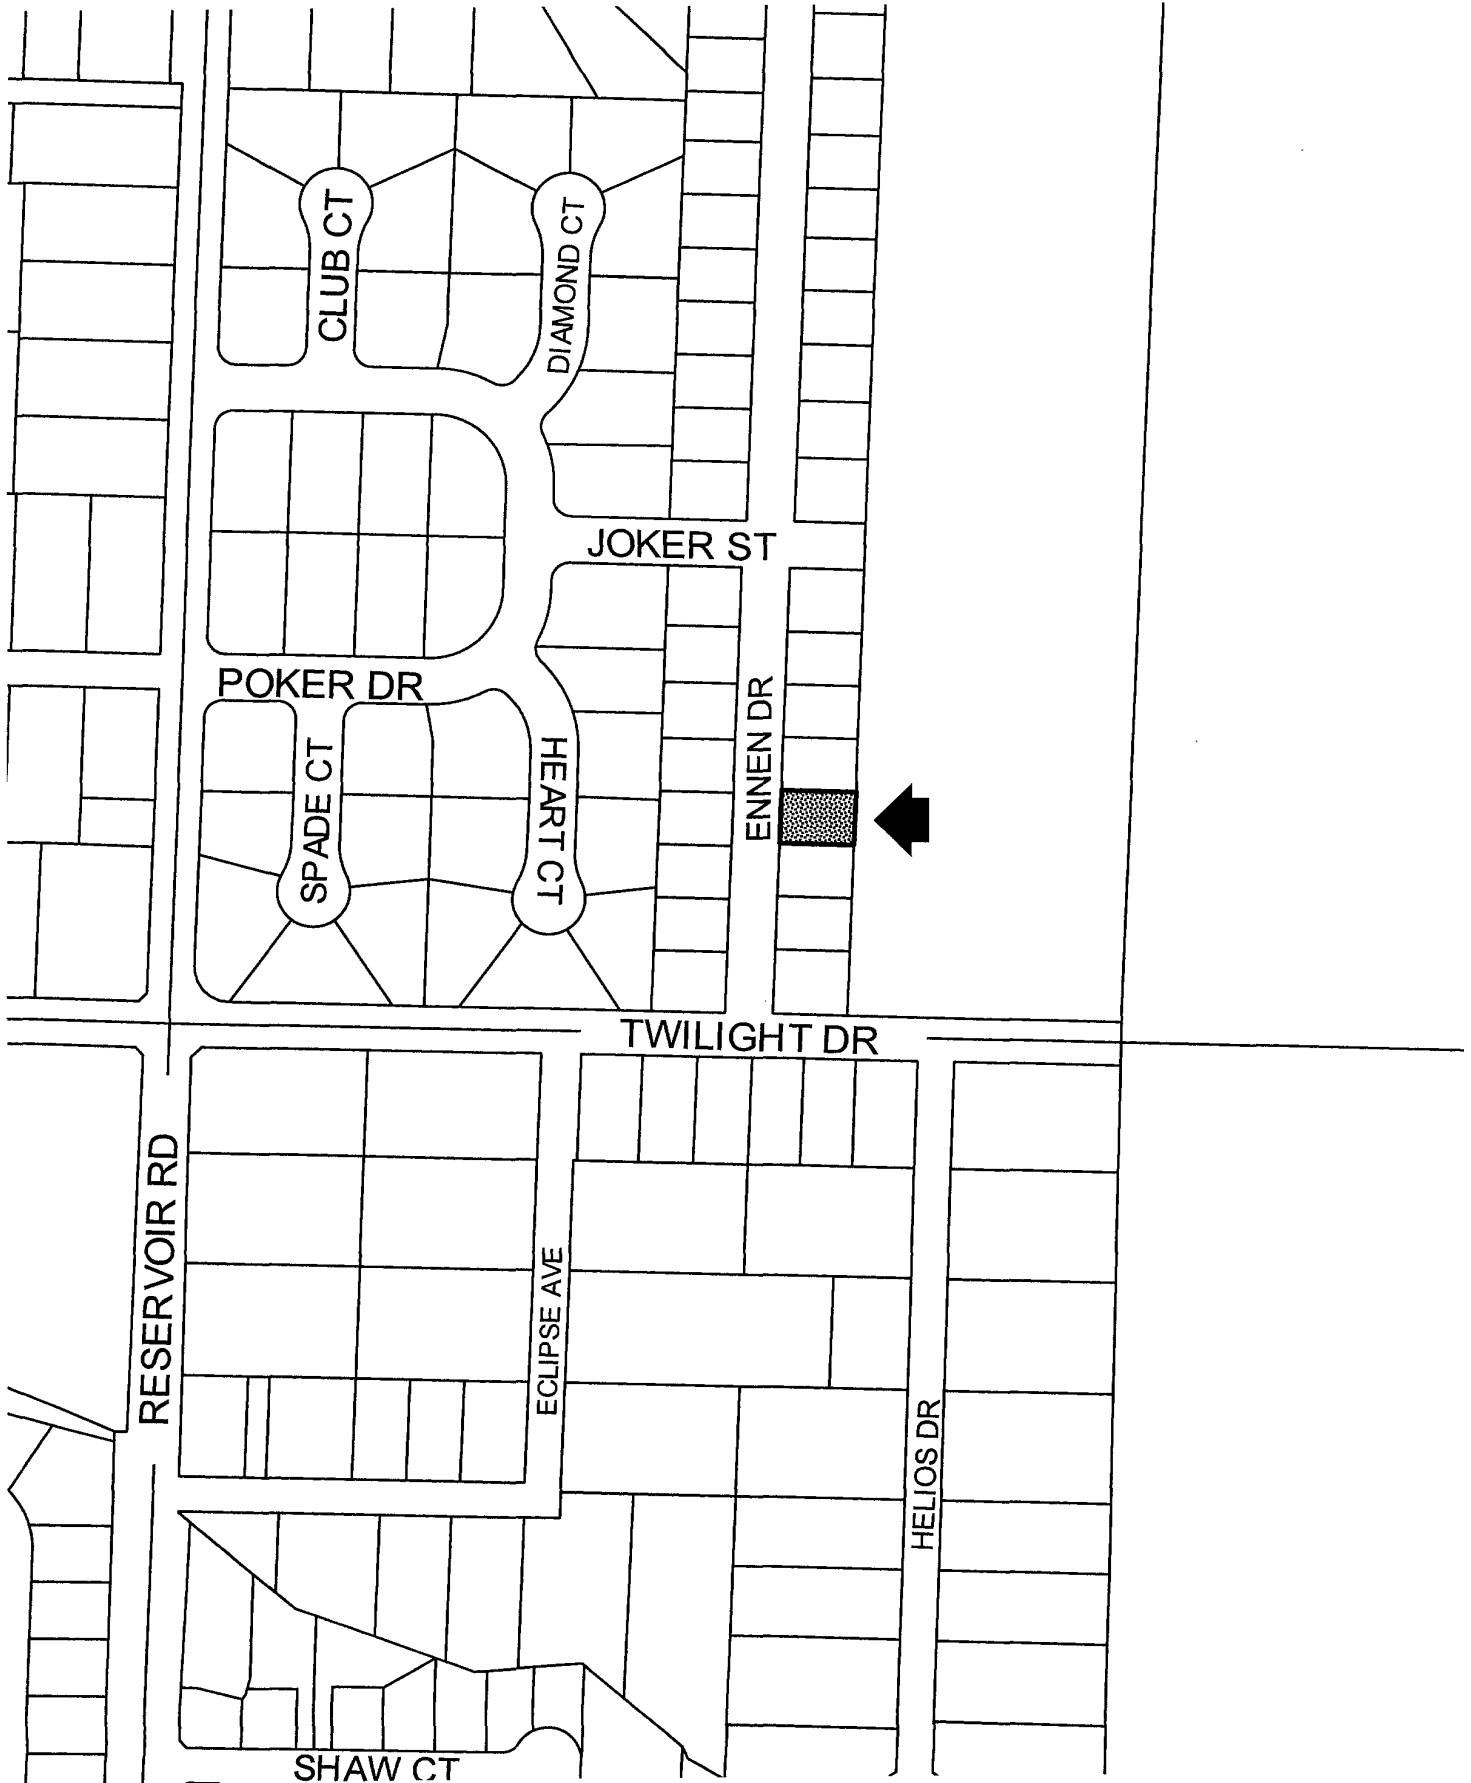 CLUB CT
DIAMOND CT
JOKER ST
POKER DR
ENNEN DR
SPADE CT
HEART CT
TWILIGHT DR
RESERVOIR RD
ECLIPSE AVE
HELIOS DR
SHAW CT